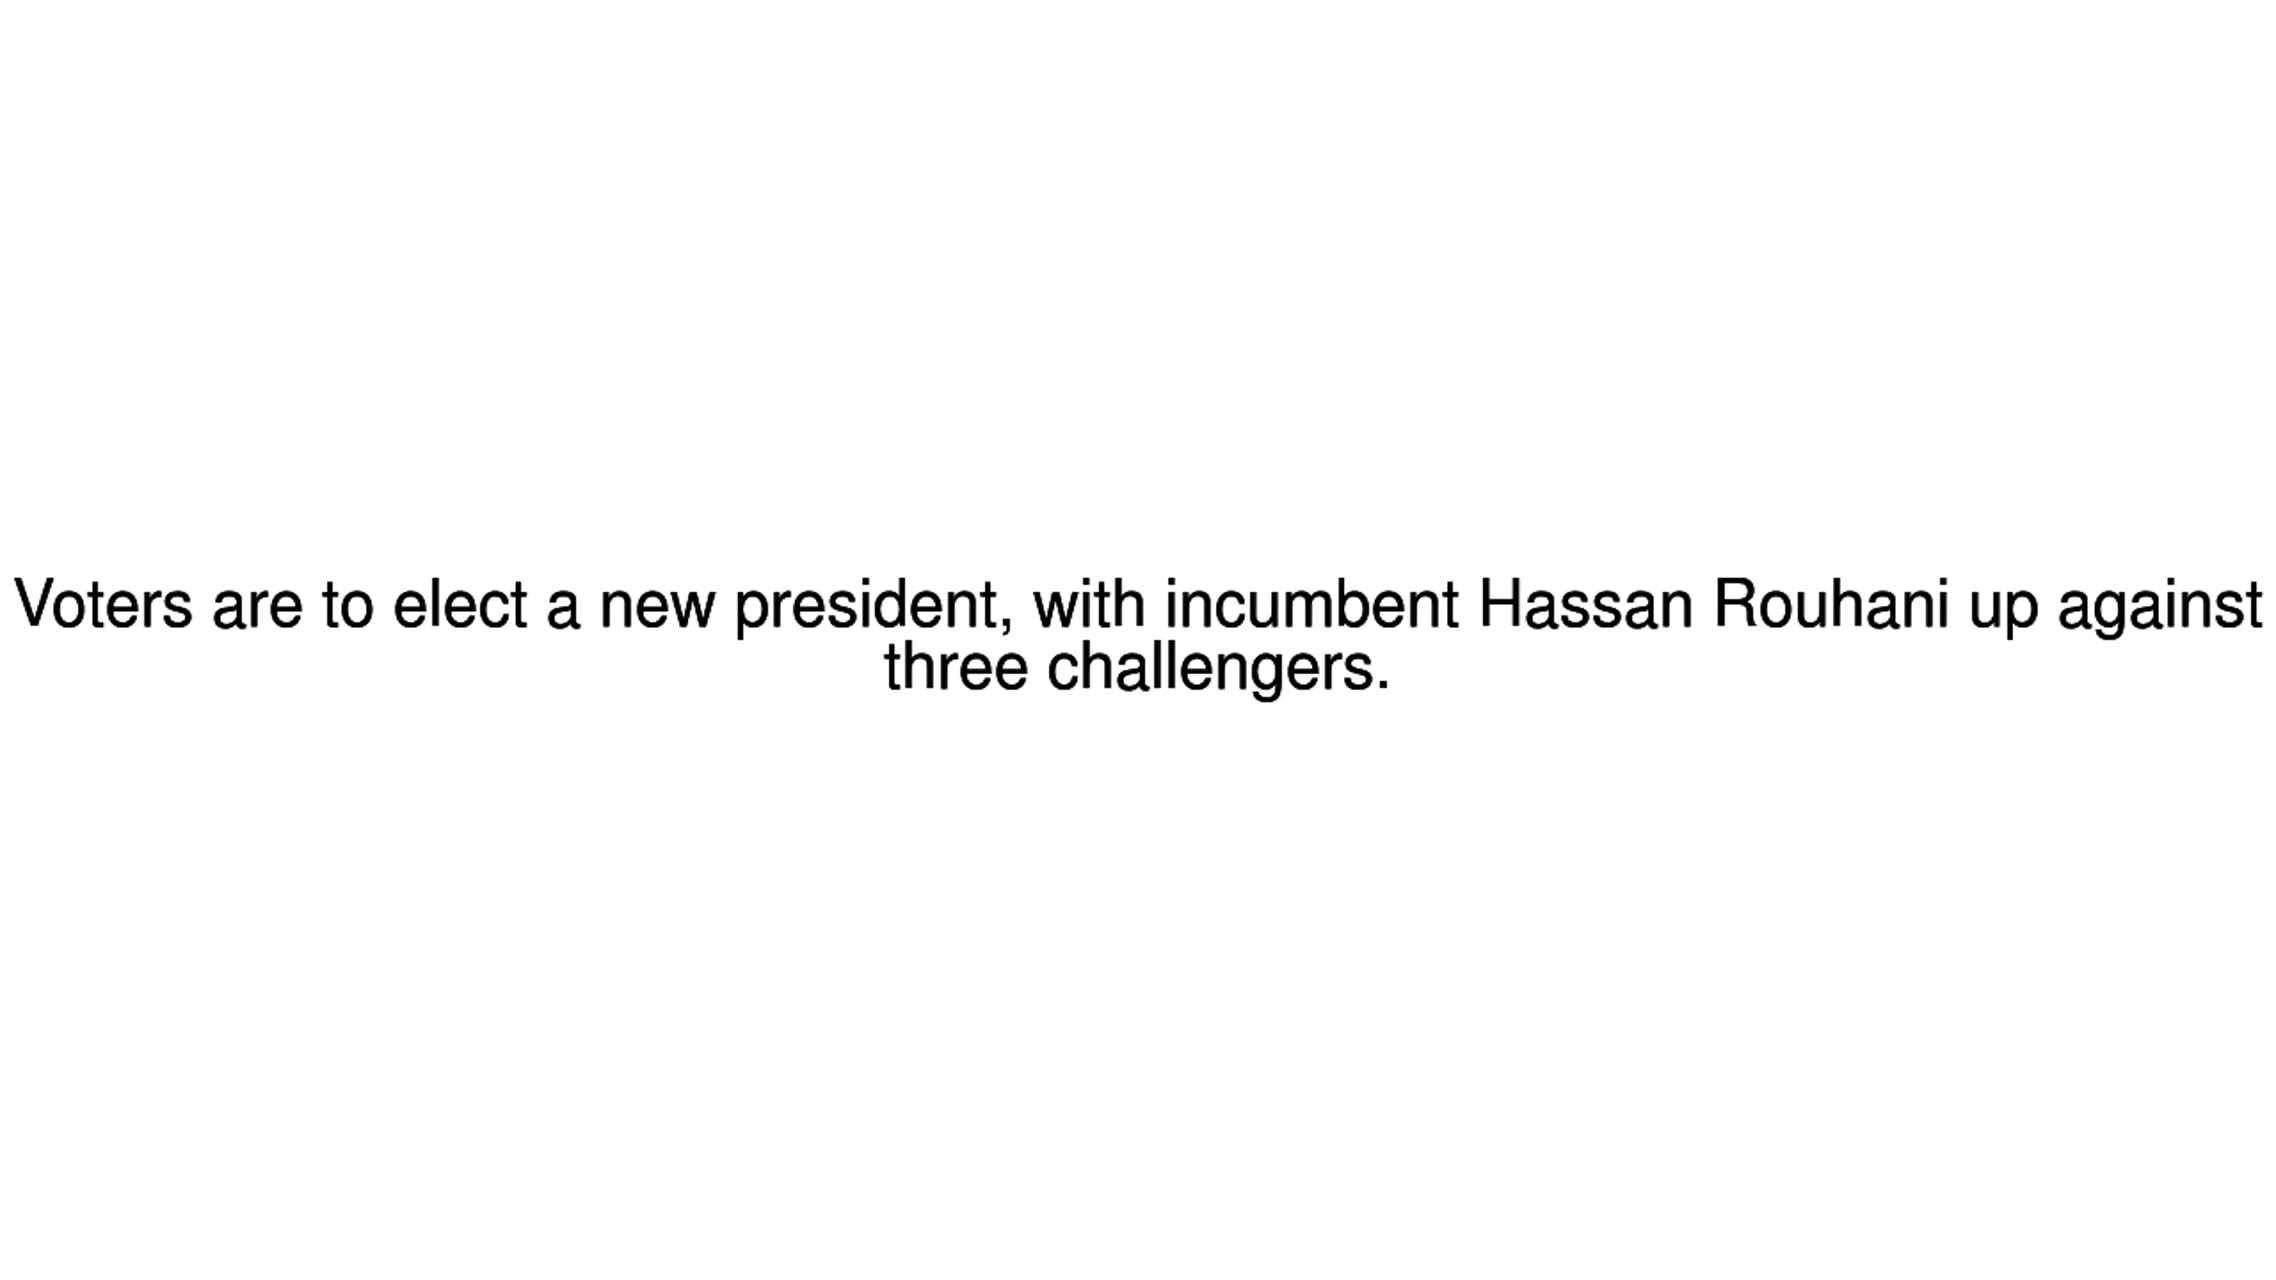 Voters are to elect a new president, with incumbent Hassan Rouhani up against
three challengers.